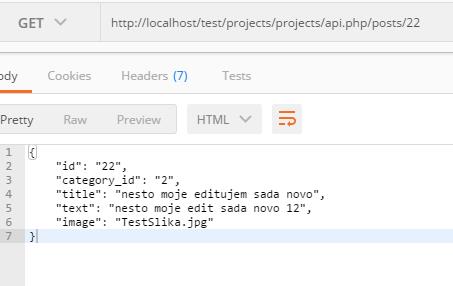 GET http://localhost/test/projects/projects/api.php/posts/22
ody Cookies Headers (7) Tests
Pretty Raw Preview HTML
1 {
2 "id": "22",
3 "category_id": "2",
4 "title": "nesto moje editujem sada novo",
5 "text": "nesto moje edit sada novo 12",
6 "image": "TestSlika.jpg"
7 }